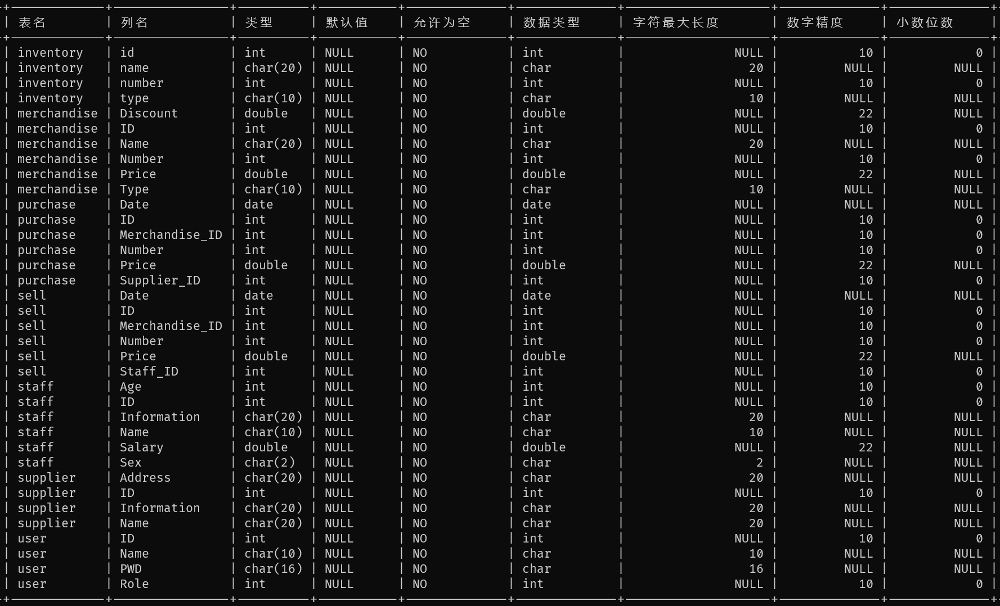 | 表名 | 列名 | 类型 | 默认值 | 允许为空 | 数据类型 | 字符最大长度 | 数字精度 | 小数位数 |
| inventory | id | int | NULL | NO | int | NULL | 10 | 0 |
| inventory | name | char(20) | NULL | NO | char | 20 | NULL | NULL |
| inventory | number | int | NULL | NO | int | NULL | 10 | 0 |
| inventory | type | char(10) | NULL | NO | char | 10 | NULL | NULL |
| merchandise | Discount | double | NULL | NO | double | NULL | 22 | NULL |
| merchandise | ID | int | NULL | NO | int | NULL | 10 | 0 |
| merchandise | Name | char(20) | NULL | NO | char | 20 | NULL | NULL |
| merchandise | Number | int | NULL | NO | int | NULL | 10 | 0 |
| merchandise | Price | double | NULL | NO | double | NULL | 22 | NULL |
| merchandise | Type | char(10) | NULL | NO | char | 10 | NULL | NULL |
| purchase | Date | date | NULL | NO | date | NULL | NULL | NULL |
| purchase | ID | int | NULL | NO | int | NULL | 10 | 0 |
| purchase | Merchandise_ID | int | NULL | NO | int | NULL | 10 | 0 |
| purchase | Number | int | NULL | NO | int | NULL | 10 | 0 |
| purchase | Price | double | NULL | NO | double | NULL | 22 | NULL |
| purchase | Supplier_ID | int | NULL | NO | int | NULL | 10 | 0 |
| sell | Date | date | NULL | NO | date | NULL | NULL | NULL |
| sell | ID | int | NULL | NO | int | NULL | 10 | 0 |
| sell | Merchandise_ID | int | NULL | NO | int | NULL | 10 | 0 |
| sell | Number | int | NULL | NO | int | NULL | 10 | 0 |
| sell | Price | double | NULL | NO | double | NULL | 22 | NULL |
| sell | Staff_ID | int | NULL | NO | int | NULL | 10 | 0 |
| staff | Age | int | NULL | NO | int | NULL | 10 | 0 |
| staff | ID | int | NULL | NO | int | NULL | 10 | 0 |
| staff | Information | char(20) | NULL | NO | char | 20 | NULL | NULL |
| staff | Name | char(10) | NULL | NO | char | 10 | NULL | NULL |
| staff | Salary | double | NULL | NO | double | NULL | 22 | NULL |
| staff | Sex | char(2) | NULL | NO | char | 2 | NULL | NULL |
| supplier | Address | char(20) | NULL | NO | char | 20 | NULL | NULL |
| supplier | ID | int | NULL | NO | int | NULL | 10 | 0 |
| supplier | Information | char(20) | NULL | NO | char | 20 | NULL | NULL |
| supplier | Name | char(20) | NULL | NO | char | 20 | NULL | NULL |
| user | ID | int | NULL | NO | int | NULL | 10 | 0 |
| user | Name | char(10) | NULL | NO | char | 10 | NULL | NULL |
| user | PWD | char(16) | NULL | NO | char | 16 | NULL | NULL |
| user | Role | int | NULL | NO | int | NULL | 10 | 0 |